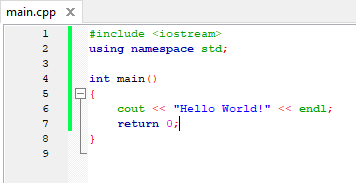 main.cpp X
1 #include <iostream>
2 using namespace std;
3
4 int main()
5 {
6 cout << "Hello World!" << endl;
7 return 0;
8 }
9